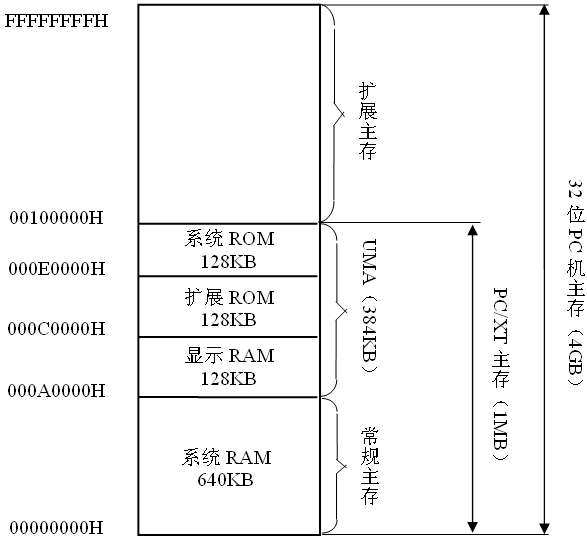 FFFFFFFFH
扩展主存
00100000H
系统 ROM
128KB
000E0000H
扩展 ROM
128KB
000C0000H
显示 RAM
128KB
000A0000H
UMA（384KB）
系统 RAM
640KB
常规主存
00000000H
PC/XT 主存（1MB）
32 位 PC 机主存（4GB）